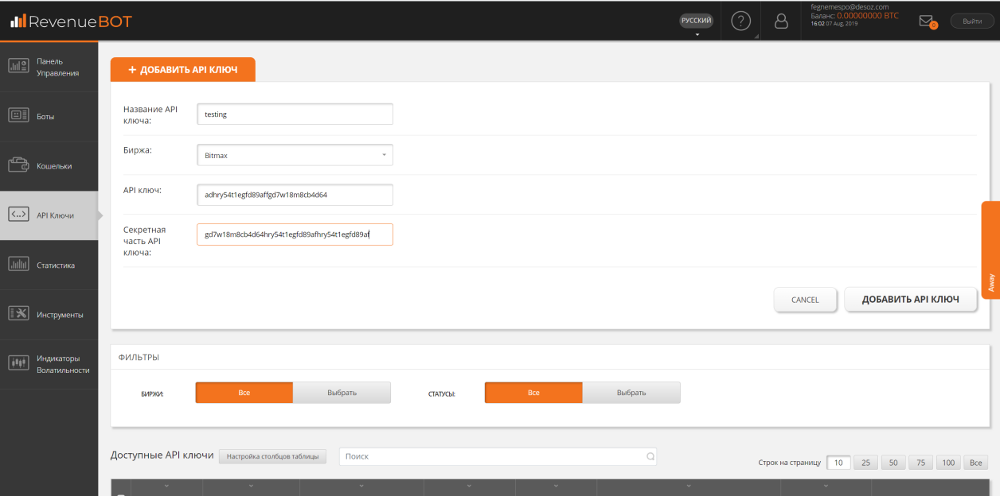 RevenueBOT
РУССКИЙ
?
fegnemespo@desoz.com
Баланс: 0.00000000 BTC
16:02 07 Aug, 2019
0
Выйти
Панель
Управления
Боты
Кошельки
API Ключи
Статистика
Инструменты
Индикаторы
Волатильности
+ ДОБАВИТЬ API КЛЮЧ
Название API
ключа:
testing
Биржа:
Bitmax
API ключ:
adhry54t1egfd89affgd7w18m8cb4d64
Секретная
часть API
ключа:
gd7w18m8cb4d64hry54t1egfd89afhry54t1egfd89af
CANCEL
ДОБАВИТЬ API КЛЮЧ
Away
ФИЛЬТРЫ
БИРЖИ:
Все
Выбрать
СТАТУСЫ:
Все
Выбрать
Доступные API ключи
Настройка столбцов таблицы
Поиск
Строк на страницу
10
25
50
75
100
Все